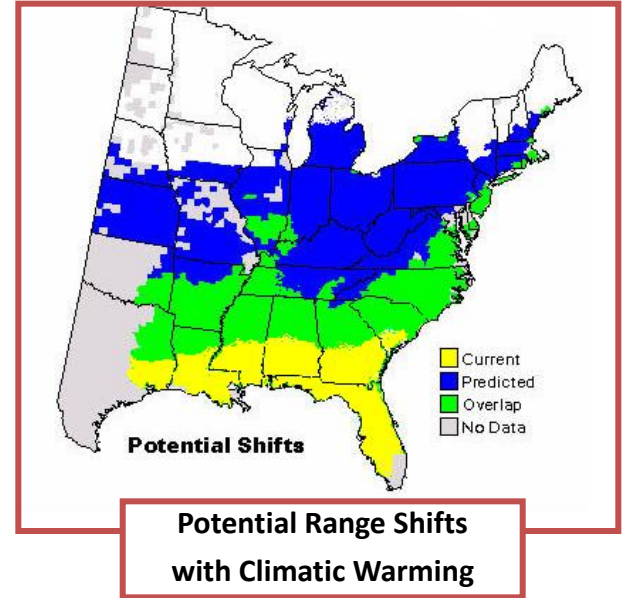 Current
Predicted
Overlap
No Data
Potential Shifts
Potential Range Shifts
with Climatic Warming